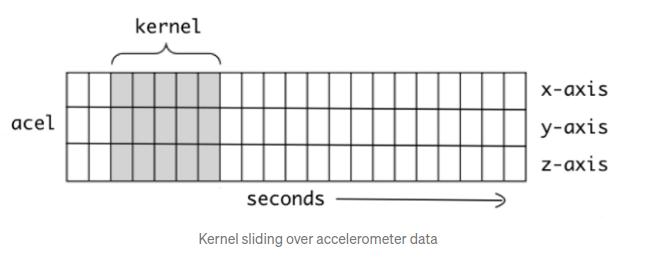 kernel
x-axis
acel
y-axis
z-axis
seconds
Kernel sliding over accelerometer data